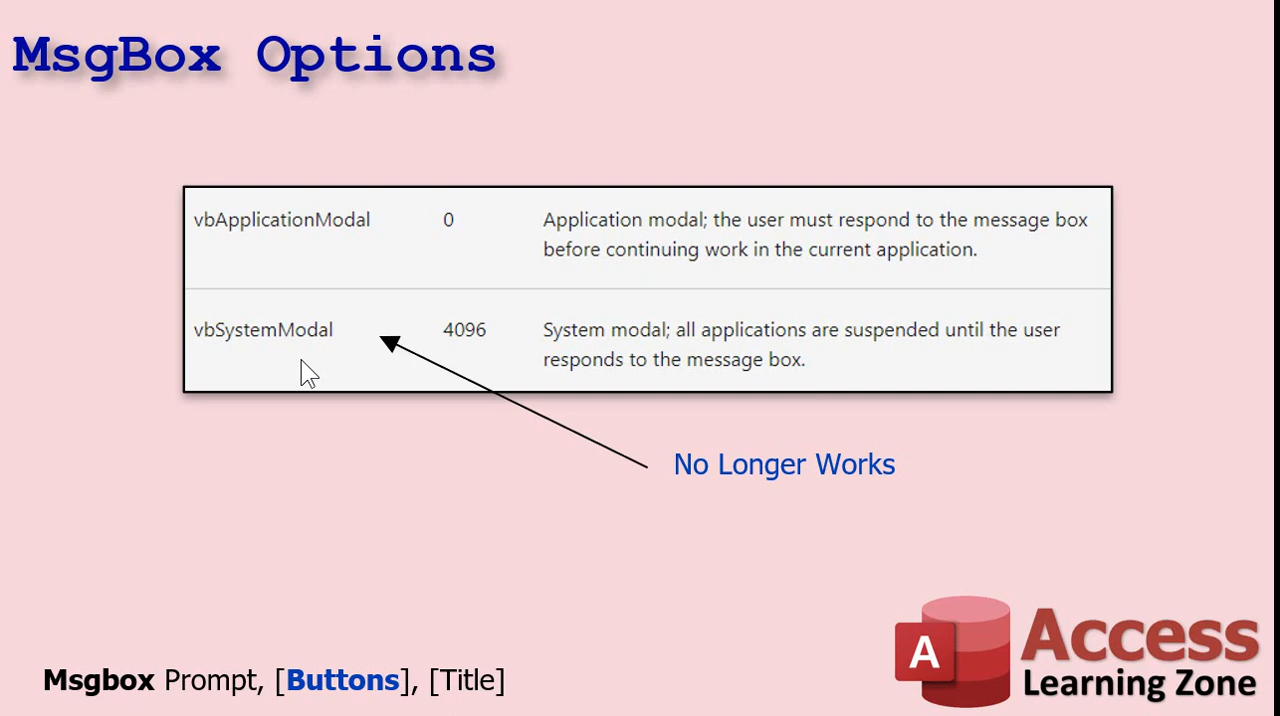 MsgBox Options
vbApplicationModal 0 Application modal; the user must respond to the message box
before continuing work in the current application.
vbSystemModal 4096 System modal; all applications are suspended until the user
responds to the message box.
No Longer Works
A Access
Learning Zone
Msgbox Prompt, [Buttons], [Title]